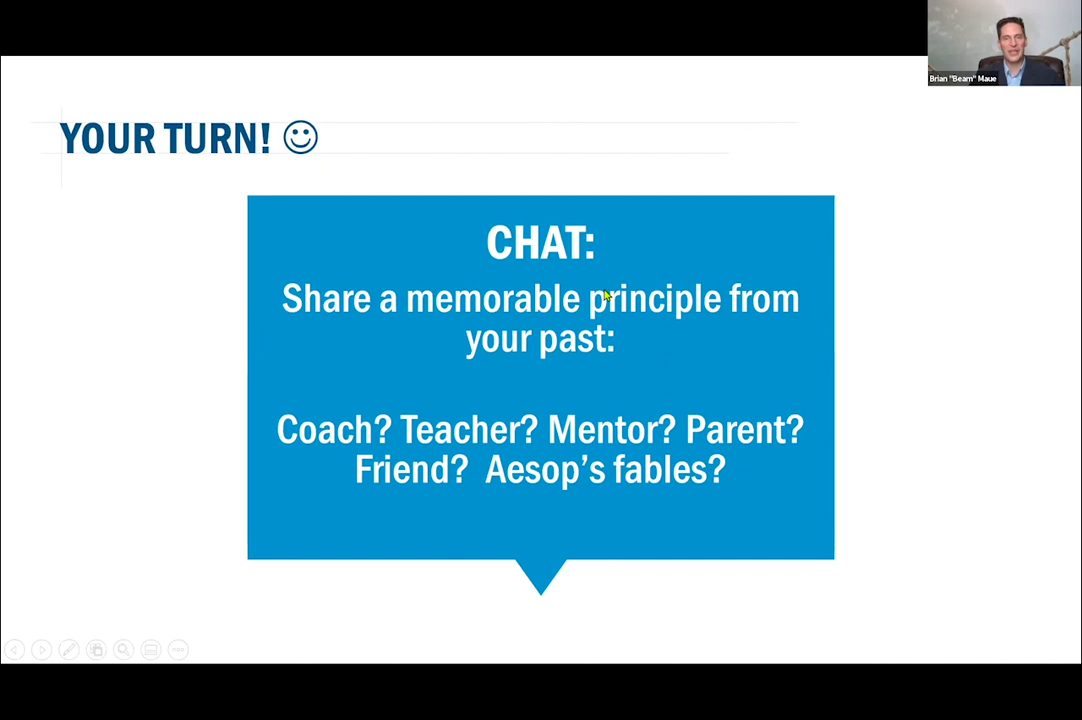 Brian "Beam" Maue
YOUR TURN! ☺
CHAT:
Share a memorable principle from
your past:
Coach? Teacher? Mentor? Parent?
Friend?  Aesop's fables?